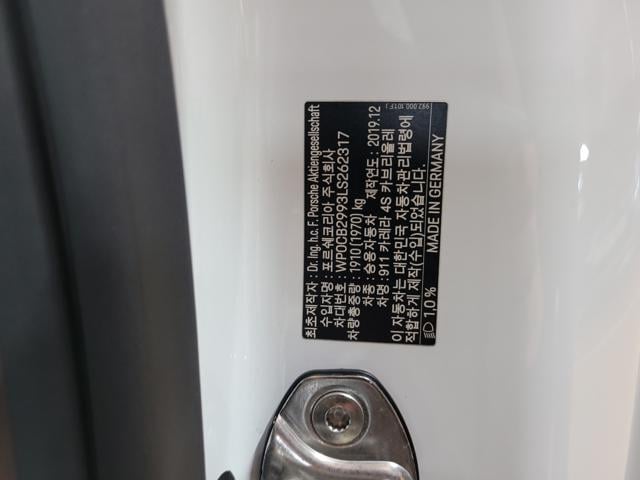 992.000.101.F.1
최초제작자 : Dr. Ing. h.c. F. Porsche Aktiengesellschaft
수입자명 : 포르쉐코리아 주식회사
차대번호 : WP0CB2993LS262317
차량총중량 : 1910(1970) kg
차종 : 승용자동차 제작연도 : 2019.12
차명 : 911 카레라 4S 카브리올레
이 자동차는 대한민국 자동차관리법령에
적합하게 제작(수입)되었습니다.
1,0 % MADE IN GERMANY